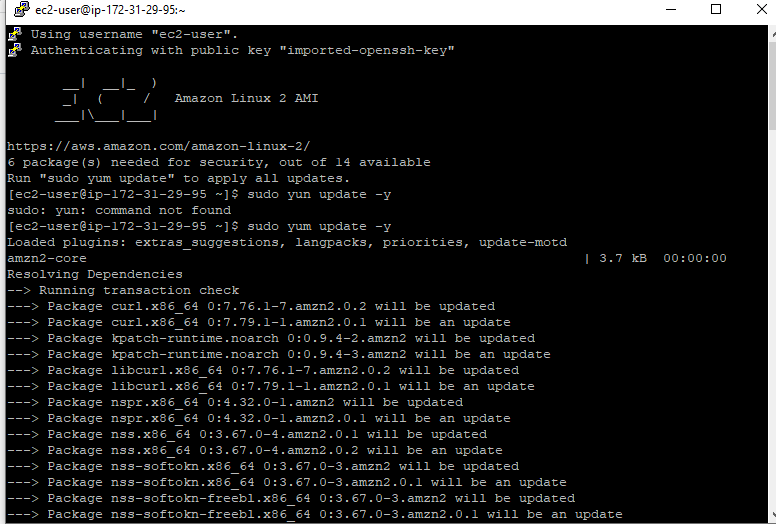 ec2-user@ip-172-31-29-95:~
Using username "ec2-user".
Authenticating with public key "imported-openssh-key"
       __|  __|_  )
       _|  (     /   Amazon Linux 2 AMI
      ___|\___|___|
https://aws.amazon.com/amazon-linux-2/
6 package(s) needed for security, out of 14 available
Run "sudo yum update" to apply all updates.
[ec2-user@ip-172-31-29-95 ~]$ sudo yun update -y
sudo: yun: command not found
[ec2-user@ip-172-31-29-95 ~]$ sudo yum update -y
Loaded plugins: extras_suggestions, langpacks, priorities, update-motd
amzn2-core | 3.7 kB  00:00:00
Resolving Dependencies
--> Running transaction check
---> Package curl.x86_64 0:7.76.1-7.amzn2.0.2 will be updated
---> Package curl.x86_64 0:7.79.1-1.amzn2.0.1 will be an update
---> Package kpatch-runtime.noarch 0:0.9.4-2.amzn2 will be updated
---> Package kpatch-runtime.noarch 0:0.9.4-3.amzn2 will be an update
---> Package libcurl.x86_64 0:7.76.1-7.amzn2.0.2 will be updated
---> Package libcurl.x86_64 0:7.79.1-1.amzn2.0.1 will be an update
---> Package nspr.x86_64 0:4.32.0-1.amzn2 will be updated
---> Package nspr.x86_64 0:4.32.0-1.amzn2.0.1 will be an update
---> Package nss.x86_64 0:3.67.0-4.amzn2.0.1 will be updated
---> Package nss.x86_64 0:3.67.0-4.amzn2.0.2 will be an update
---> Package nss-softokn.x86_64 0:3.67.0-3.amzn2 will be updated
---> Package nss-softokn.x86_64 0:3.67.0-3.amzn2.0.1 will be an update
---> Package nss-softokn-freebl.x86_64 0:3.67.0-3.amzn2 will be updated
---> Package nss-softokn-freebl.x86_64 0:3.67.0-3.amzn2.0.1 will be an update